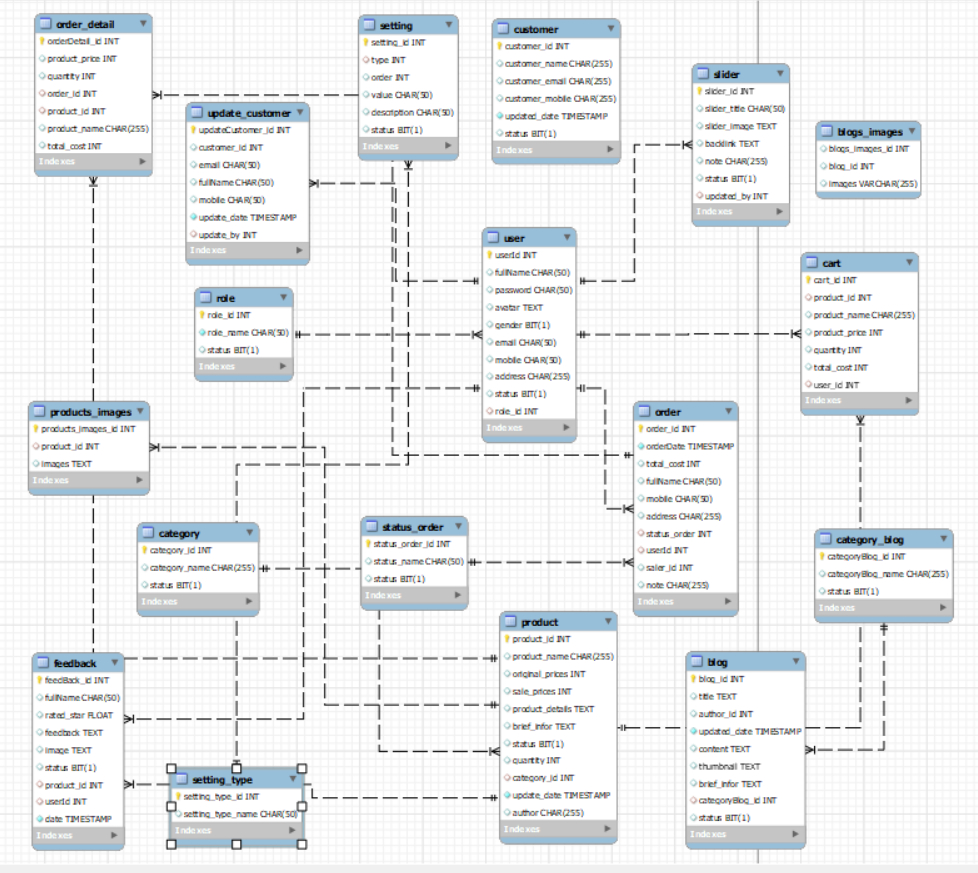 order_detail
orderDetail_id INT
product_price INT
quantity INT
order_id INT
product_id INT
product_name CHAR(255)
total_cost INT
Indexes
setting
setting_id INT
type INT
order INT
value CHAR(50)
description CHAR(50)
status BIT(1)
Indexes
customer
customer_id INT
customer_name CHAR(255)
customer_email CHAR(255)
customer_mobile CHAR(255)
updated_date TIMESTAMP
status BIT(1)
Indexes
slider
slider_id INT
slider_title CHAR(50)
slider_image TEXT
backlink TEXT
note CHAR(255)
status BIT(1)
updated_by INT
Indexes
update_customer
updateCustomer_id INT
customer_id INT
email CHAR(50)
fullName CHAR(50)
mobile CHAR(50)
update_date TIMESTAMP
update_by INT
Indexes
blogs_images
blogs_images_id INT
blog_id INT
images VARCHAR(255)
user
userId INT
fullName CHAR(50)
password CHAR(50)
avatar TEXT
gender BIT(1)
email CHAR(50)
mobile CHAR(50)
address CHAR(255)
status BIT(1)
role_id INT
Indexes
cart
cart_id INT
product_id INT
product_name CHAR(255)
product_price INT
quantity INT
total_cost INT
user_id INT
Indexes
role
role_id INT
role_name CHAR(50)
status BIT(1)
Indexes
products_images
products_images_id INT
product_id INT
images TEXT
Indexes
order
order_id INT
orderDate TIMESTAMP
total_cost INT
fullName CHAR(50)
mobile CHAR(50)
address CHAR(255)
status_order INT
userId INT
saler_id INT
note CHAR(255)
Indexes
category
category_id INT
category_name CHAR(255)
status BIT(1)
Indexes
status_order
status_order_id INT
status_name CHAR(50)
status BIT(1)
Indexes
category_blog
categoryBlog_id INT
categoryBlog_name CHAR(255)
status BIT(1)
Indexes
product
product_id INT
product_name CHAR(255)
original_prices INT
sale_prices INT
product_details TEXT
brief_infor TEXT
status BIT(1)
quantity INT
category_id INT
update_date TIMESTAMP
author CHAR(255)
Indexes
feedback
feedBack_id INT
fullName CHAR(50)
rated_star FLOAT
feedback TEXT
image TEXT
status BIT(1)
product_id INT
userId INT
date TIMESTAMP
Indexes
blog
blog_id INT
title TEXT
author_id INT
updated_date TIMESTAMP
content TEXT
thumbnail TEXT
brief_infor TEXT
categoryBlog_id INT
status BIT(1)
Indexes
setting_type
setting_type_id INT
setting_type_name CHAR(50)
Indexes